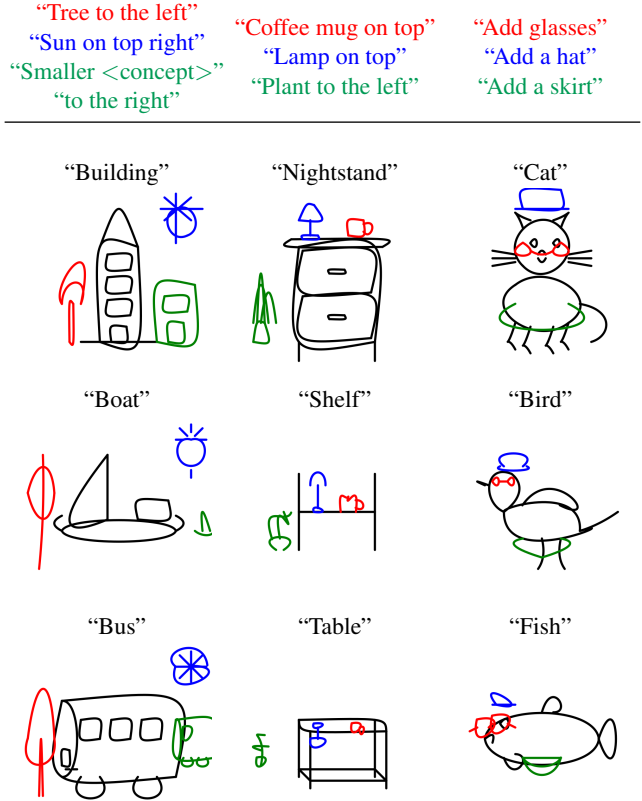 “Tree to the left”
“Sun on top right”
“Smaller <concept>”
“to the right”
“Coffee mug on top”
“Lamp on top”
“Plant to the left”
“Add glasses”
“Add a hat”
“Add a skirt”
“Building” “Nightstand” “Cat”
“Boat” “Shelf” “Bird”
“Bus” “Table” “Fish”